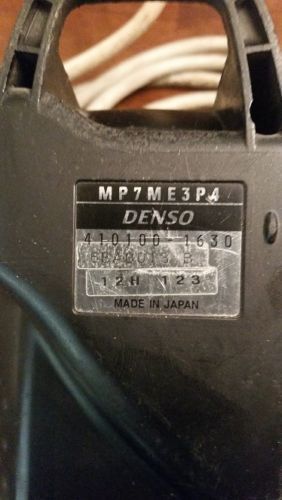 MP7ME3P4
DENSO
410100-1630
12H 123
MADE IN JAPAN